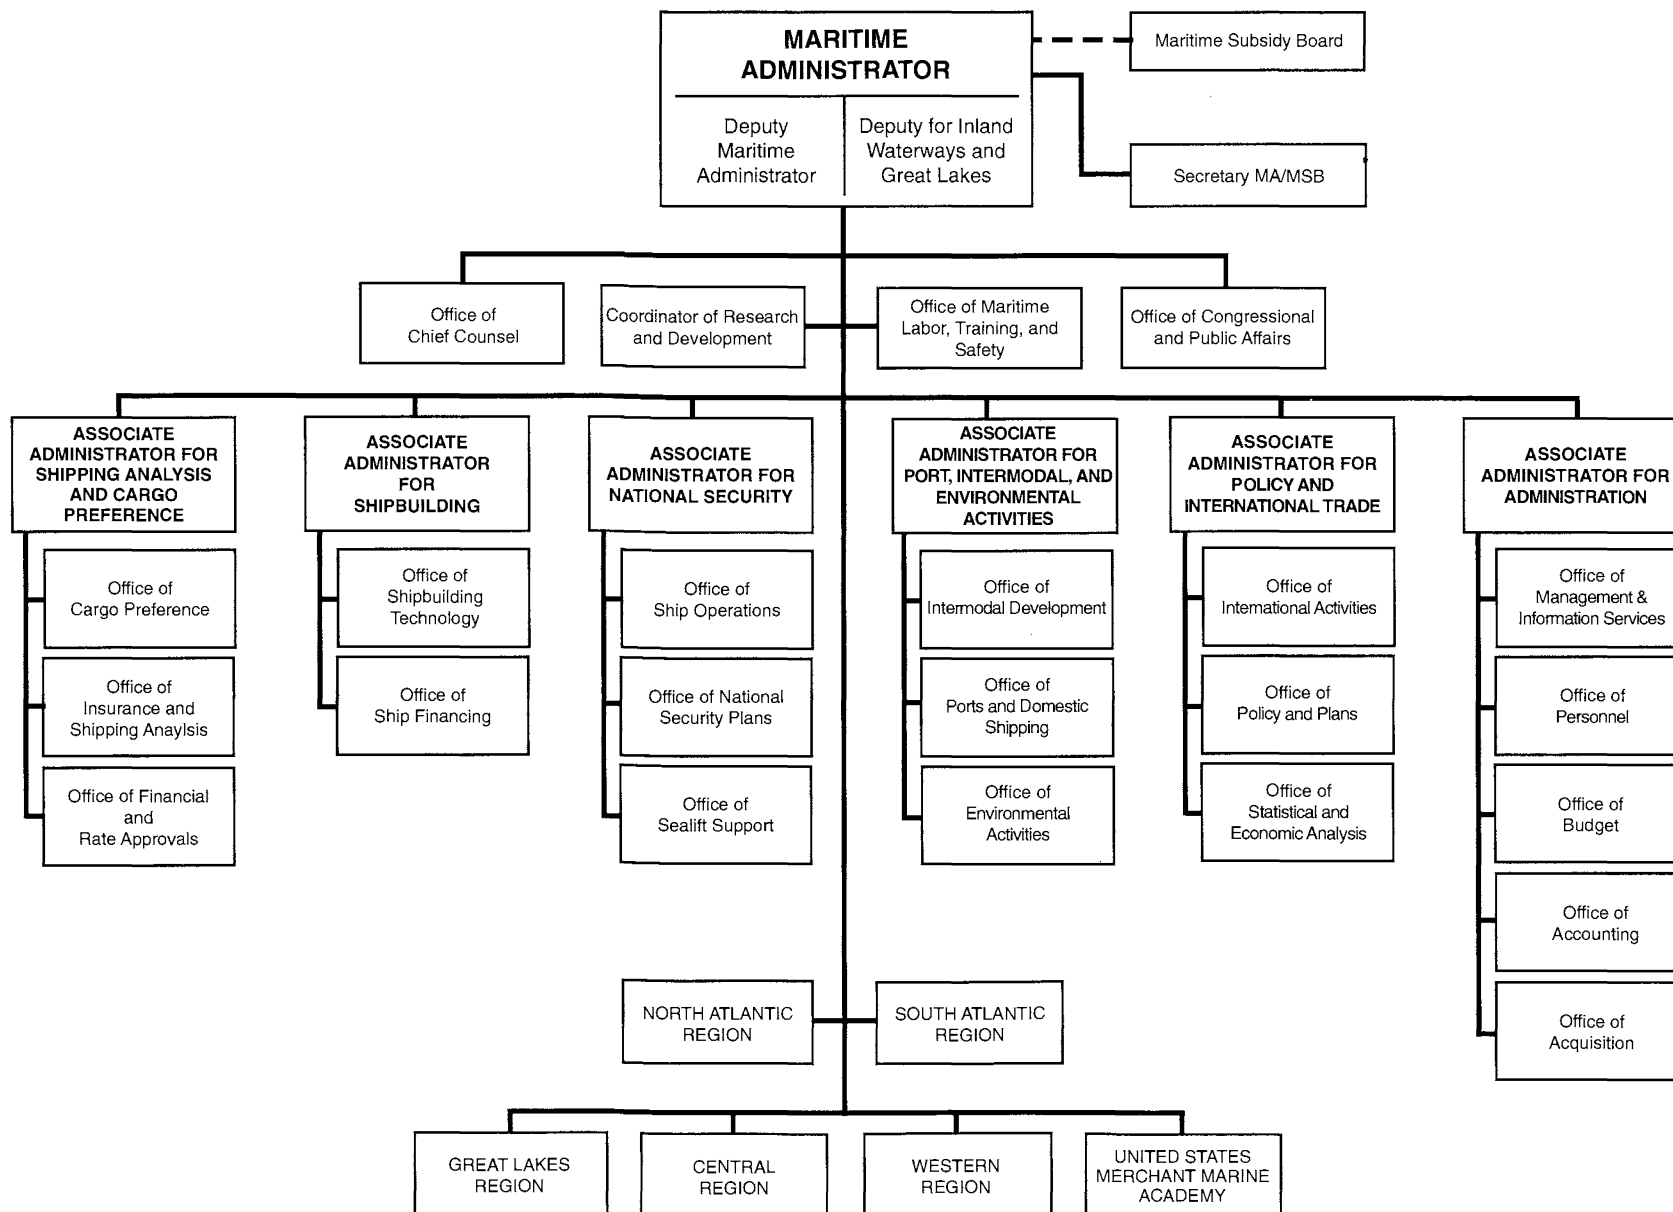 MARITIME
ADMINISTRATOR
Deputy
Maritime
Administrator
Deputy for Inland
Waterways and
Great Lakes
Maritime Subsidy Board
Secretary MA/MSB
Office of
Chief Counsel
Coordinator of Research
and Development
Office of Maritime
Labor, Training, and
Safety
Office of Congressional
and Public Affairs
ASSOCIATE
ADMINISTRATOR FOR
SHIPPING ANALYSIS
AND CARGO
PREFERENCE
Office of
Cargo Preference
Office of
Insurance and
Shipping Anaylsis
Office of Financial
and
Rate Approvals
ASSOCIATE
ADMINISTRATOR
FOR
SHIPBUILDING
Office of
Shipbuilding
Technology
Office of
Ship Financing
ASSOCIATE
ADMINISTRATOR FOR
NATIONAL SECURITY
Office of
Ship Operations
Office of National
Security Plans
Office of
Sealift Support
ASSOCIATE
ADMINISTRATOR FOR
PORT, INTERMODAL, AND
ENVIRONMENTAL
ACTIVITIES
Office of
Intermodal Development
Office of
Ports and Domestic
Shipping
Office of
Environmental
Activities
ASSOCIATE
ADMINISTRATOR FOR
POLICY AND
INTERNATIONAL TRADE
Office of
International Activities
Office of
Policy and Plans
Office of
Statistical and
Economic Analysis
ASSOCIATE
ADMINISTRATOR FOR
ADMINISTRATION
Office of
Management &
Information Services
Office of
Personnel
Office of
Budget
Office of
Accounting
Office of
Acquisition
NORTH ATLANTIC
REGION
SOUTH ATLANTIC
REGION
GREAT LAKES
REGION
CENTRAL
REGION
WESTERN
REGION
UNITED STATES
MERCHANT MARINE
ACADEMY